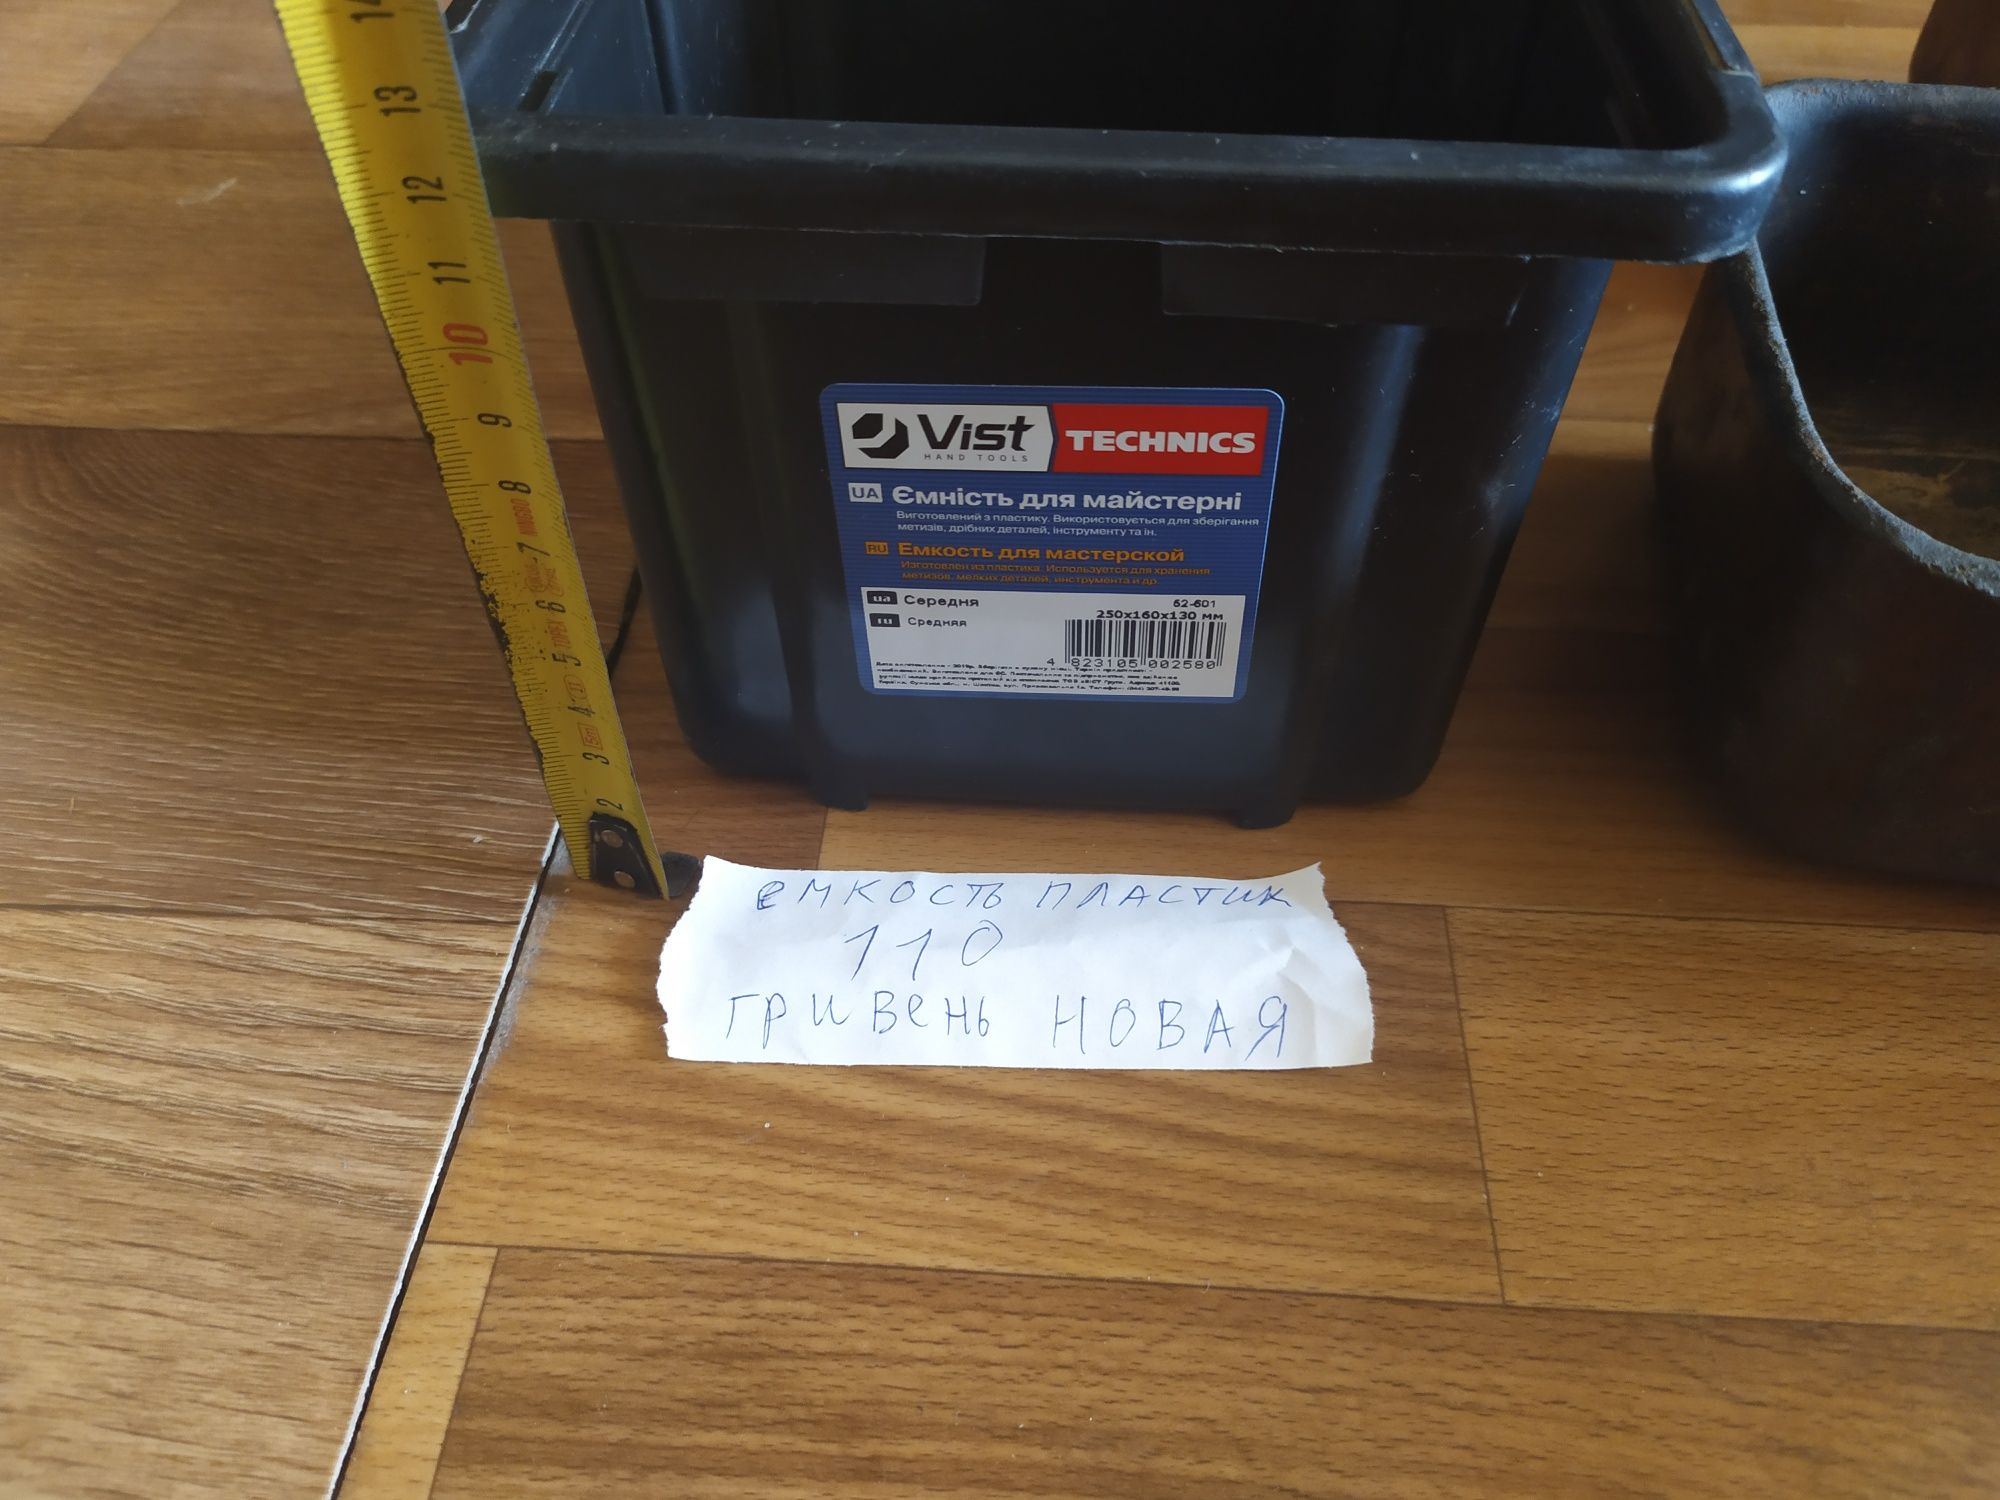 14
13
12
11
10
9
8
7
6
5
4
3
2
Vist
HAND TOOLS
TECHNICS
UA Ємність для майстерні
Виготовлений з пластику. Використовується для зберігання
метизів, дрібних деталей, інструменту та ін.
RU Емкость для мастерской
Изготовлен из пластика. Используется для хранения
метизов, мелких деталей, инструмента и др.
ua Середня
52-601
250x160x130 мм
ru Средняя
4 823105 002580
емкость пластик
110
гривень новая